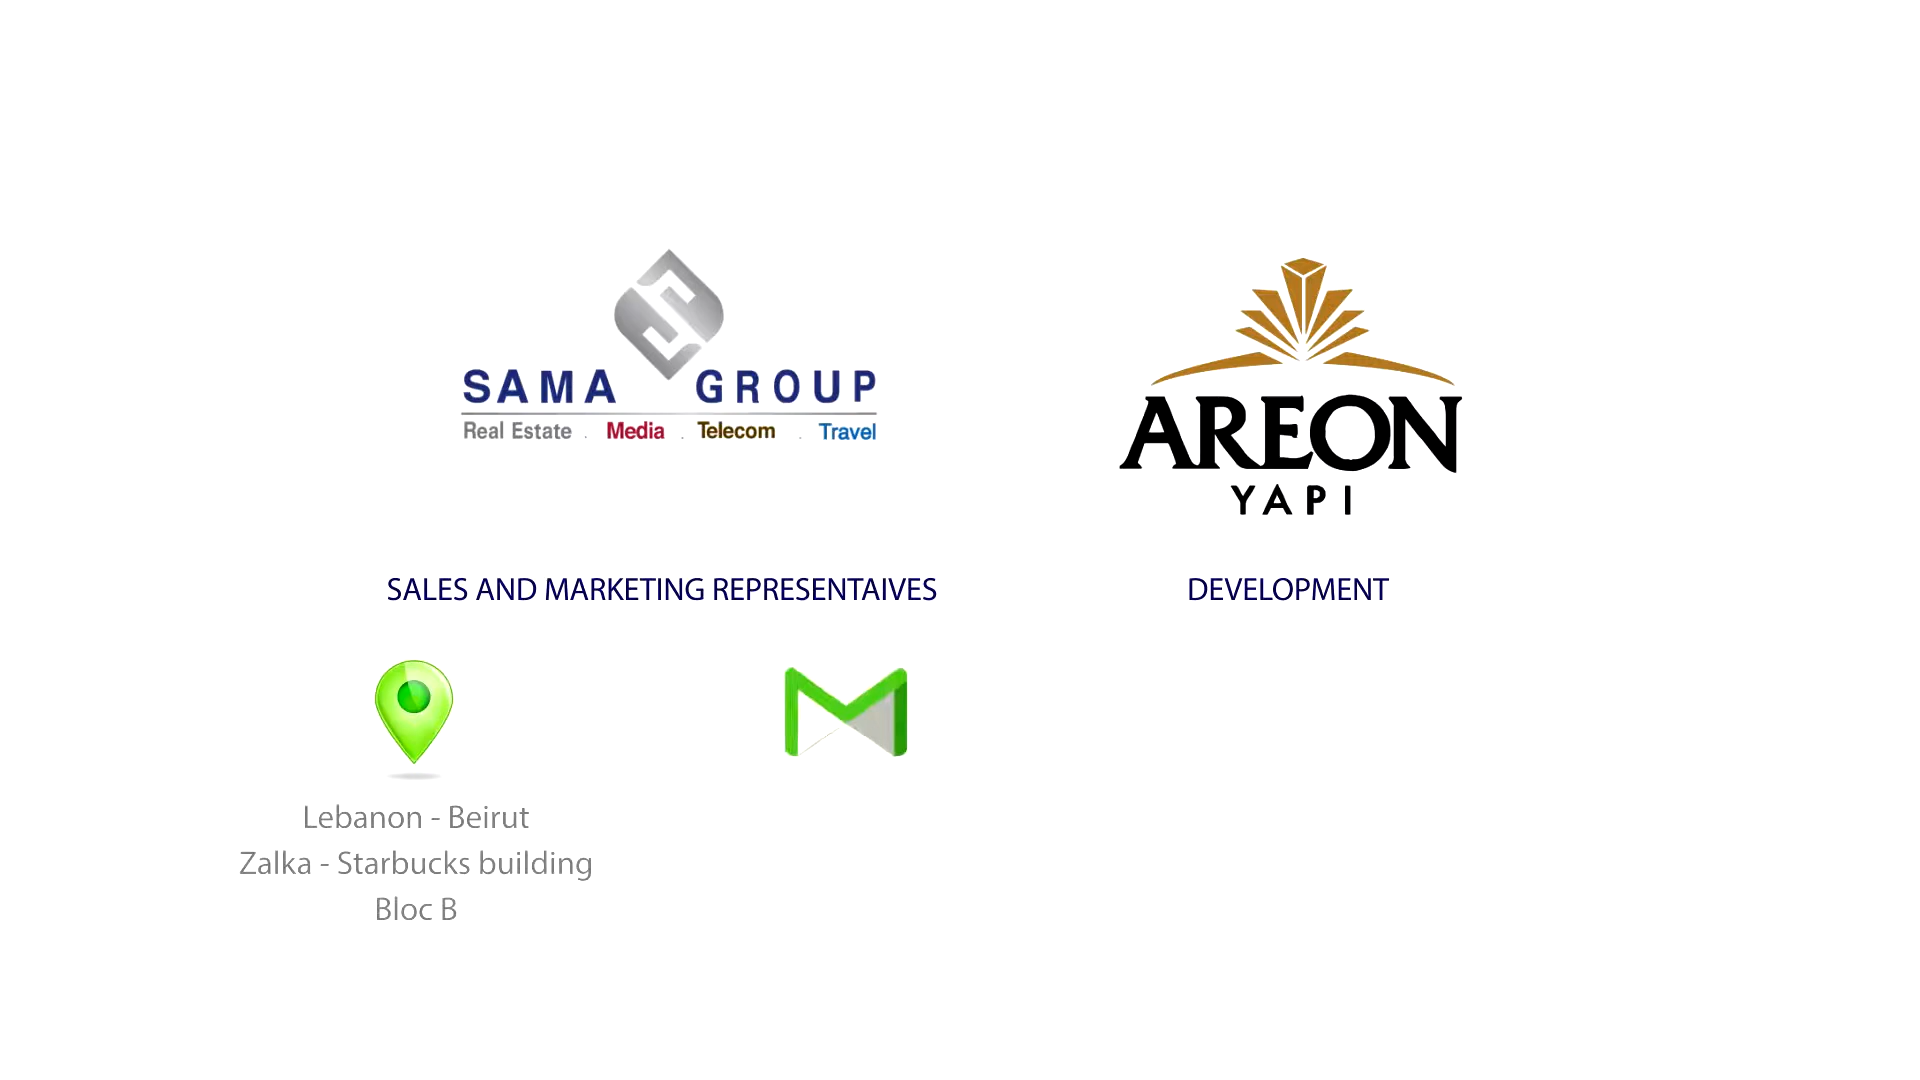 SAMA GROUP
Real Estate . Media . Telecom . Travel
AREON
YAPI
SALES AND MARKETING REPRESENTAIVES
DEVELOPMENT
Lebanon - Beirut
Zalka - Starbucks building
Bloc B